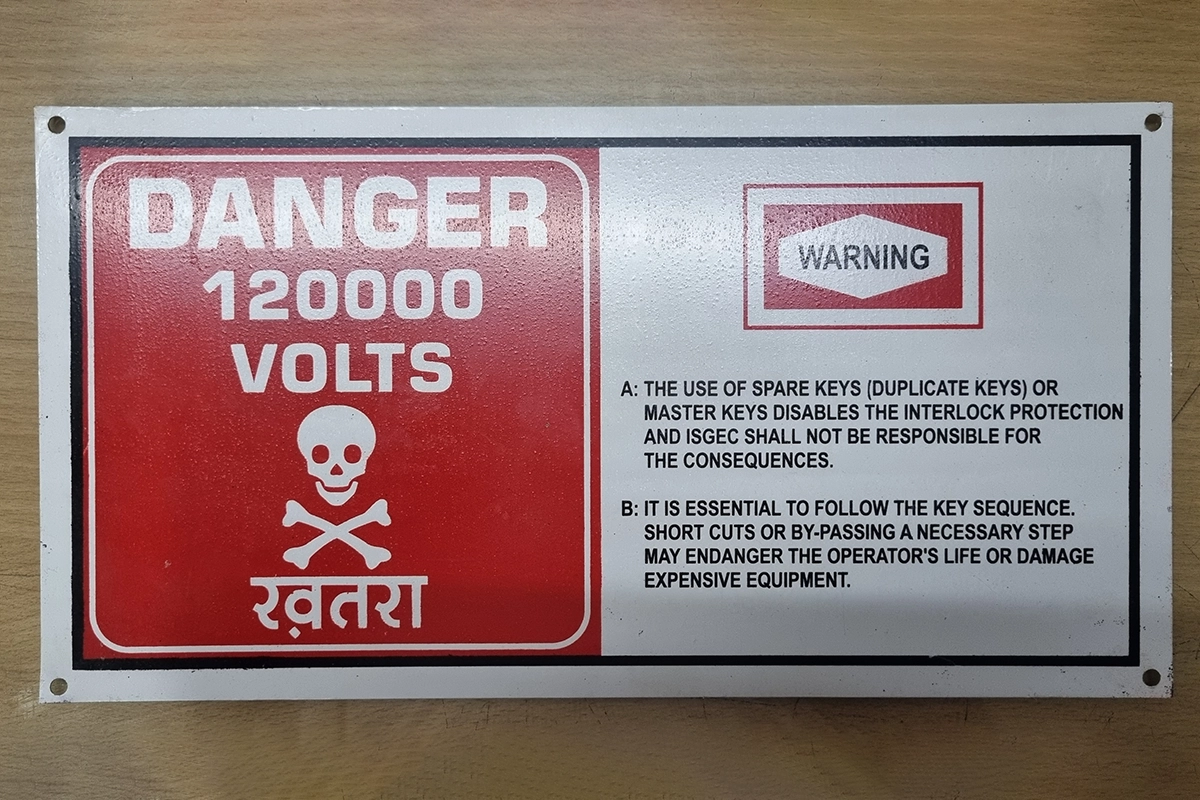 DANGER
120000
VOLTS
ख़तरा
WARNING
A: THE USE OF SPARE KEYS (DUPLICATE KEYS) OR
MASTER KEYS DISABLES THE INTERLOCK PROTECTION
AND ISGEC SHALL NOT BE RESPONSIBLE FOR
THE CONSEQUENCES.
B: IT IS ESSENTIAL TO FOLLOW THE KEY SEQUENCE.
SHORT CUTS OR BY-PASSING A NECESSARY STEP
MAY ENDANGER THE OPERATOR'S LIFE OR DAMAGE
EXPENSIVE EQUIPMENT.